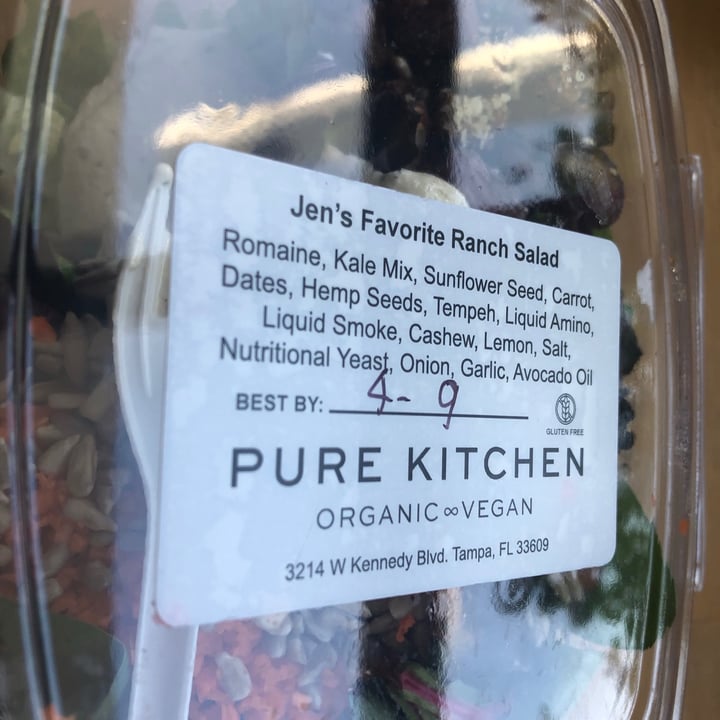 Jen's Favorite Ranch Salad
Romaine, Kale Mix, Sunflower Seed, Carrot,
Dates, Hemp Seeds, Tempeh, Liquid Amino,
Liquid Smoke, Cashew, Lemon, Salt,
Nutritional Yeast, Onion, Garlic, Avocado Oil
BEST BY: 4-9
GLUTEN FREE
PURE KITCHEN
ORGANIC∞VEGAN
3214 W Kennedy Blvd. Tampa, FL 33609